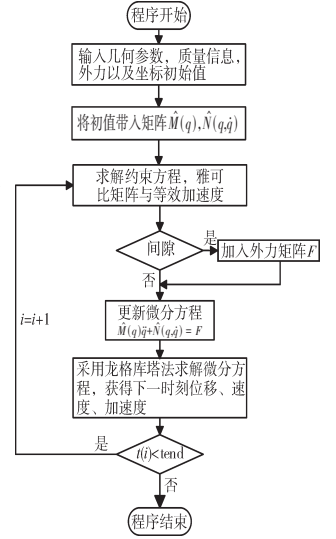 程序开始
输入几何参数，质量信息，
外力以及坐标初始值
将初值带入矩阵M̂(q),N̂(q,q̇)
求解约束方程，雅可
比矩阵与等效加速度
间隙
是
加入外力矩阵F
否
更新微分方程
M̂(q)q̈+N̂(q,q̇) = F
i=i+1
采用龙格库塔法求解微分方
程，获得下一时刻位移、速
度、加速度
是
t(i)<tend
否
程序结束